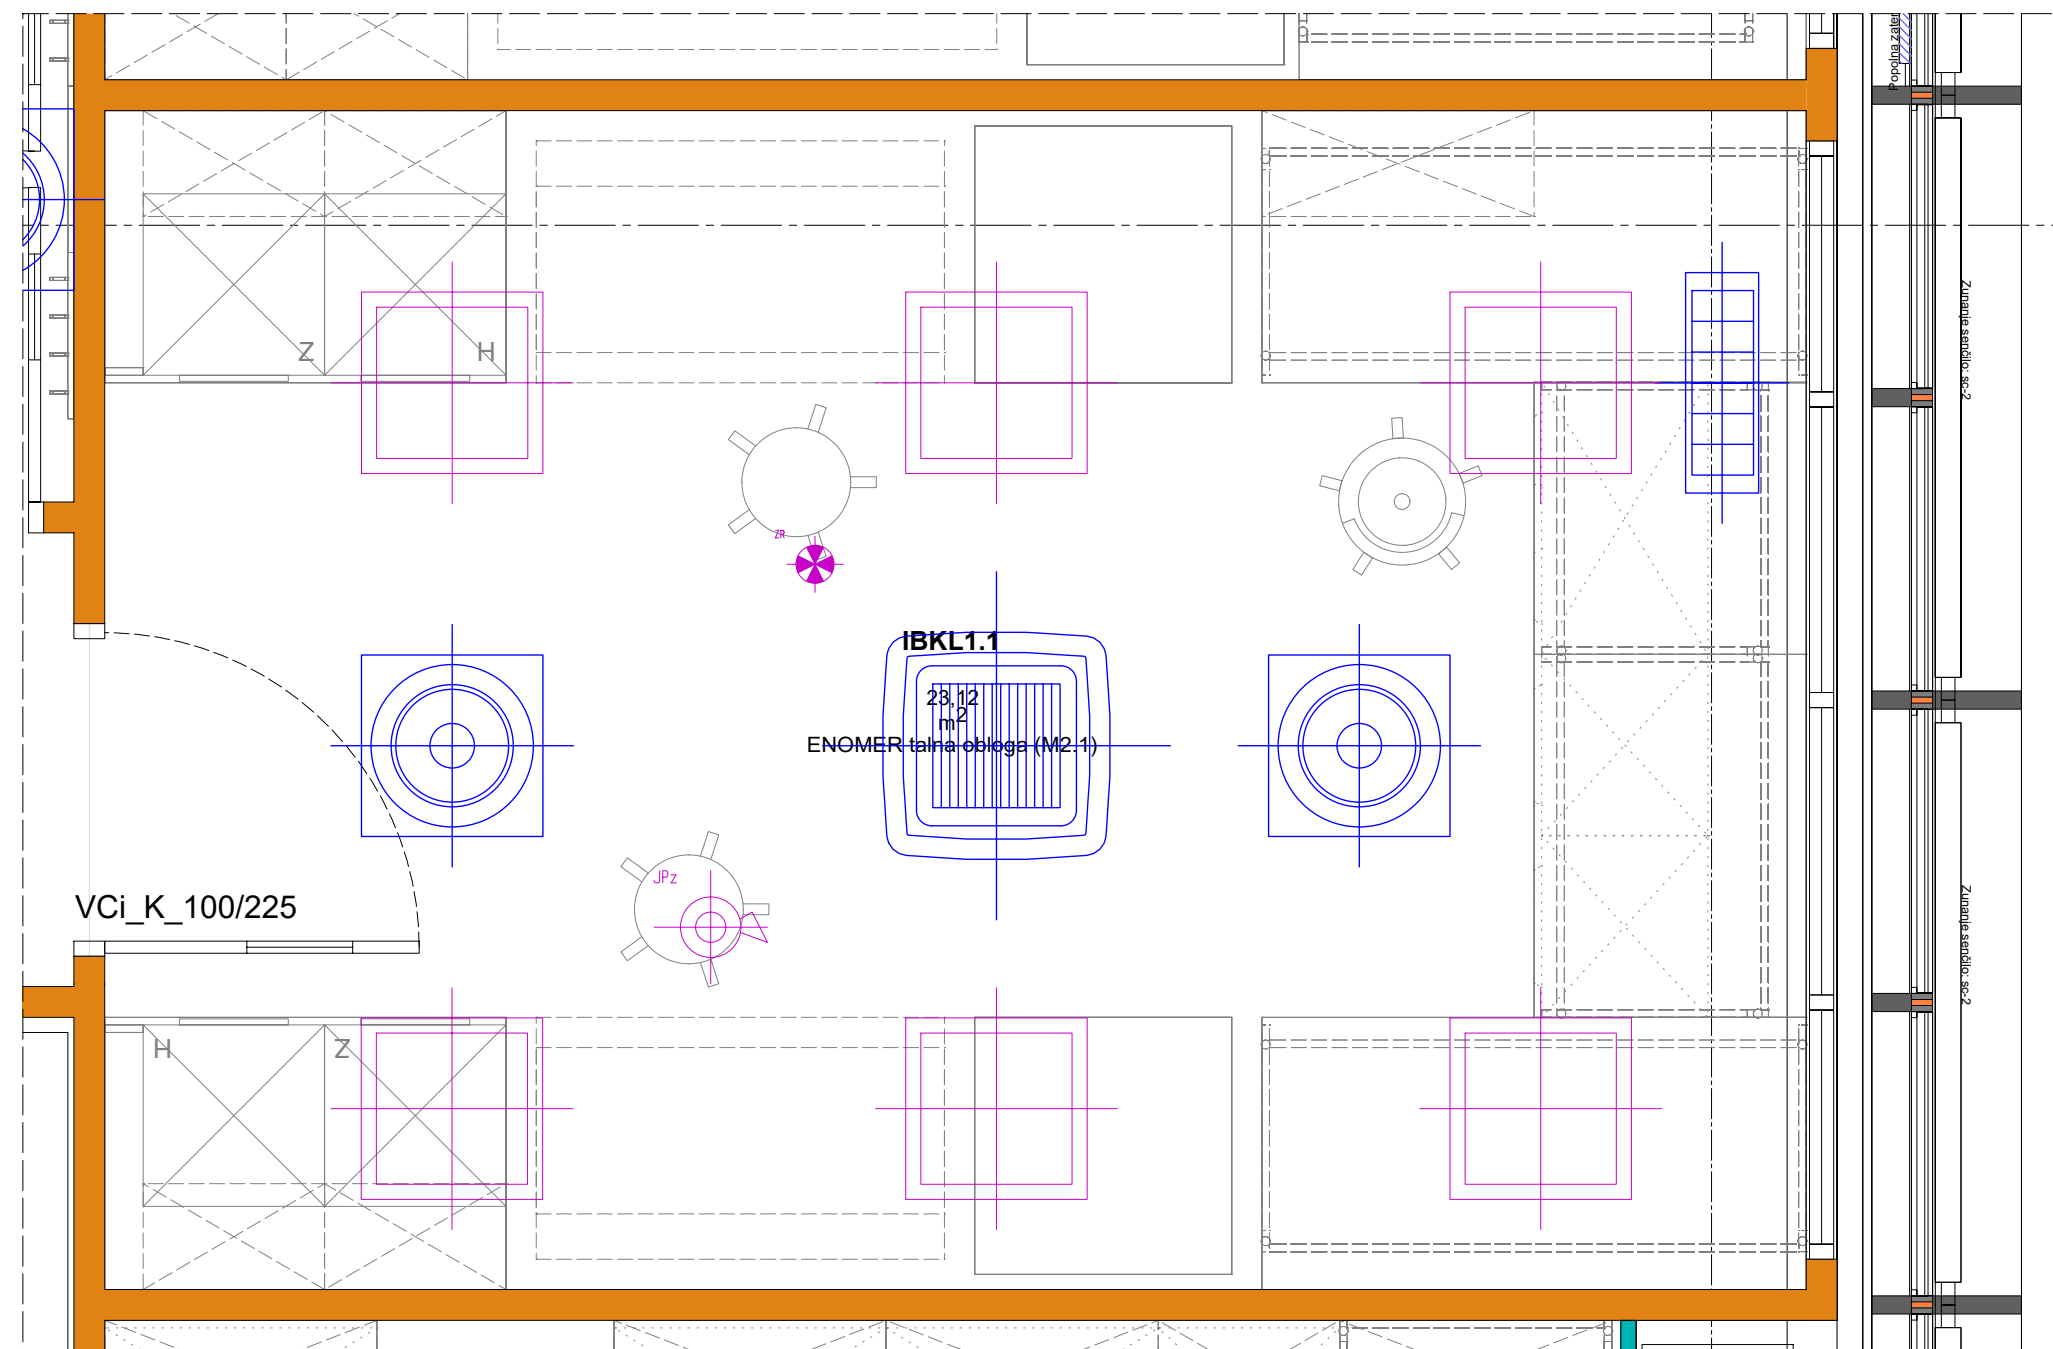 Popolna zater
Zunanje senčilo: sc-2
Z
H
ZR
IBKL1.1
23,12
m2
ENOMER talna obloga (M2.1)
JPz
VCi_K_100/225
Zunanje senčilo: sc-2
H
Z